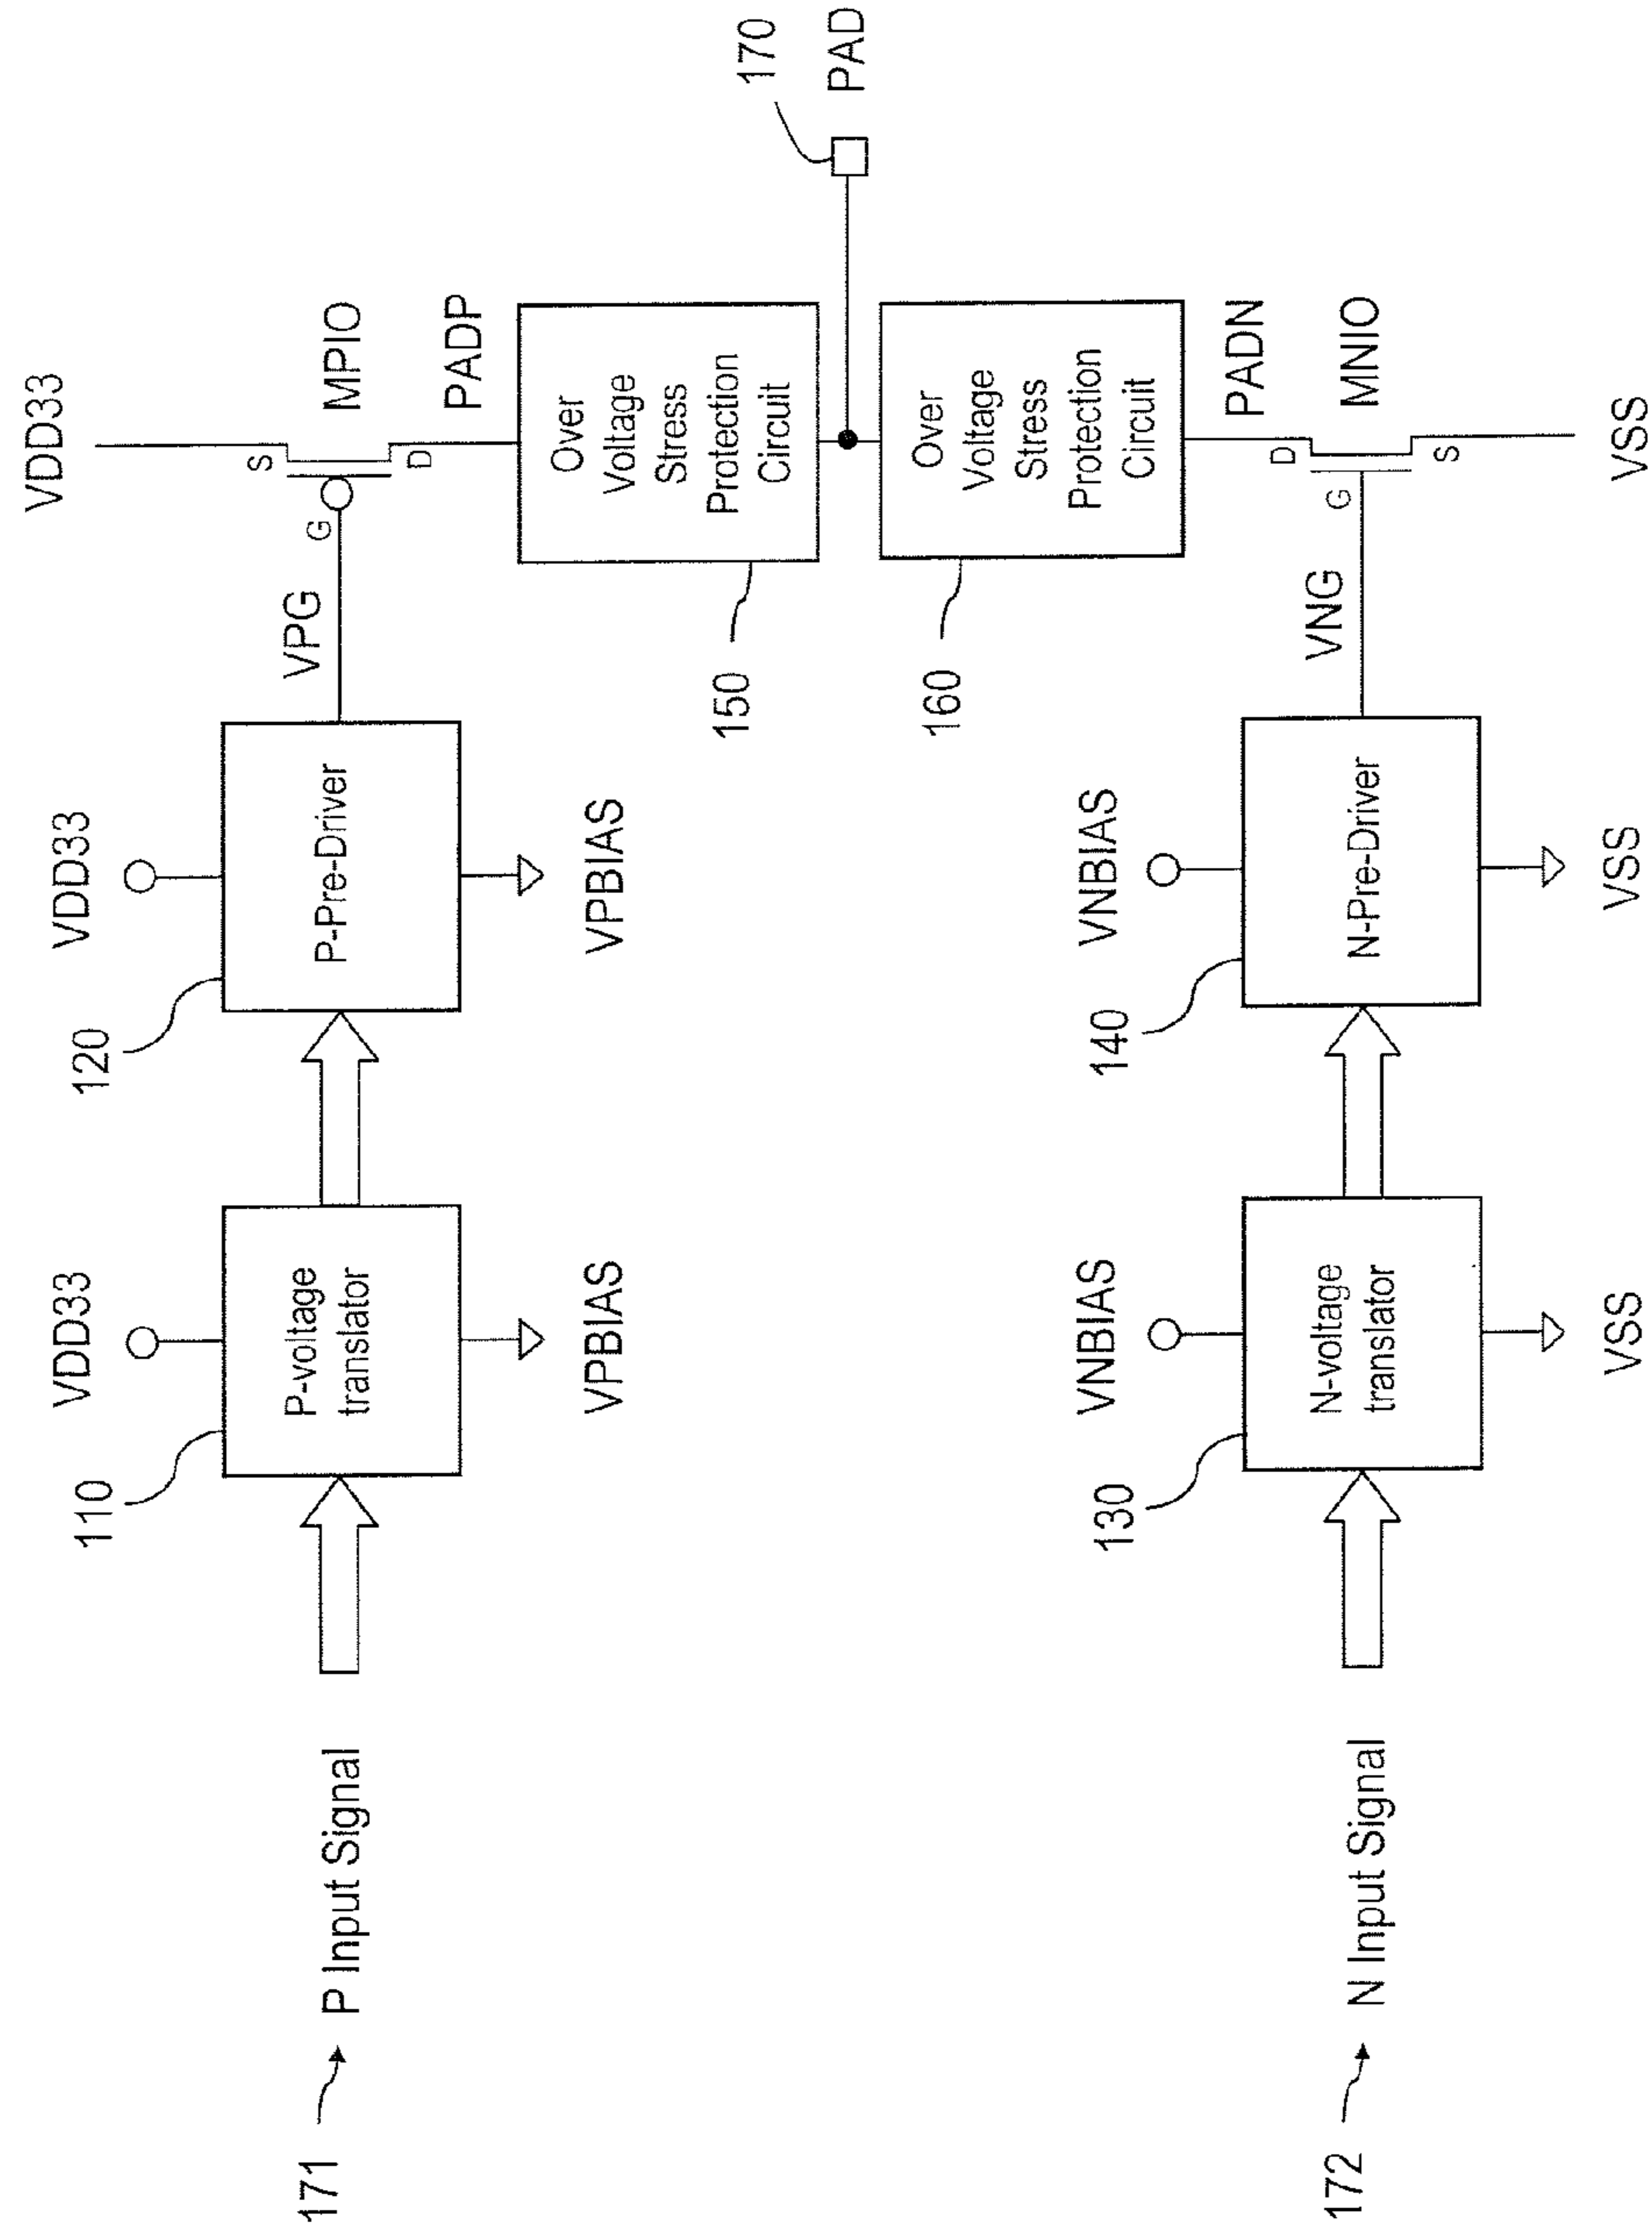 VDD33
VDD33
VDD33
110
120
P-voltage
translator
P-Pre-Driver
S
G
D
MPIO
VPG
171
P Input Signal
VPBIAS
VPBIAS
PADP
150
Over
Voltage
Stress
Protection
Circuit
170
PAD
160
Over
Voltage
Stress
Protection
Circuit
VNBIAS
VNBIAS
130
140
N-voltage
translator
N-Pre-Driver
PADN
D
G
S
MNIO
VNG
172
N Input Signal
VSS
VSS
VSS